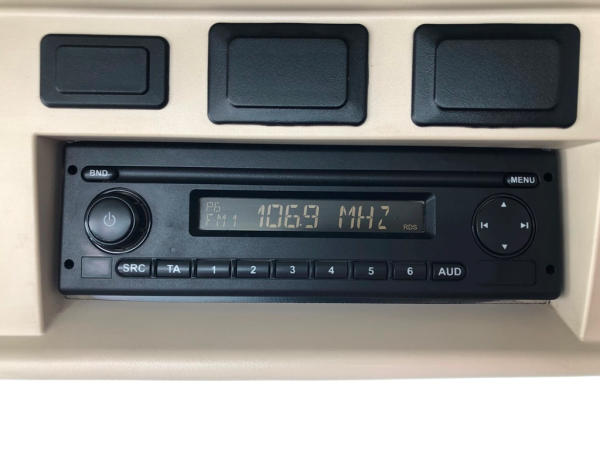 BND
MENU
P6
FM1 106.9 MHZ
RDS
SRC TA 1 2 3 4 5 6 AUD